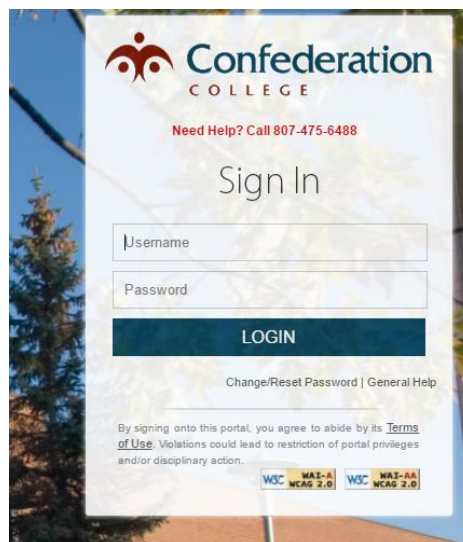 Confederation
COLLEGE
Need Help? Call 807-475-6488
Sign In
Username
Password
LOGIN
Change/Reset Password | General Help
By signing onto this portal, you agree to abide by its Terms
of Use. Violations could lead to restriction of portal privileges
and/or disciplinary action.
W3C WAI-A WCAG 2.0 W3C WAI-AA WCAG 2.0